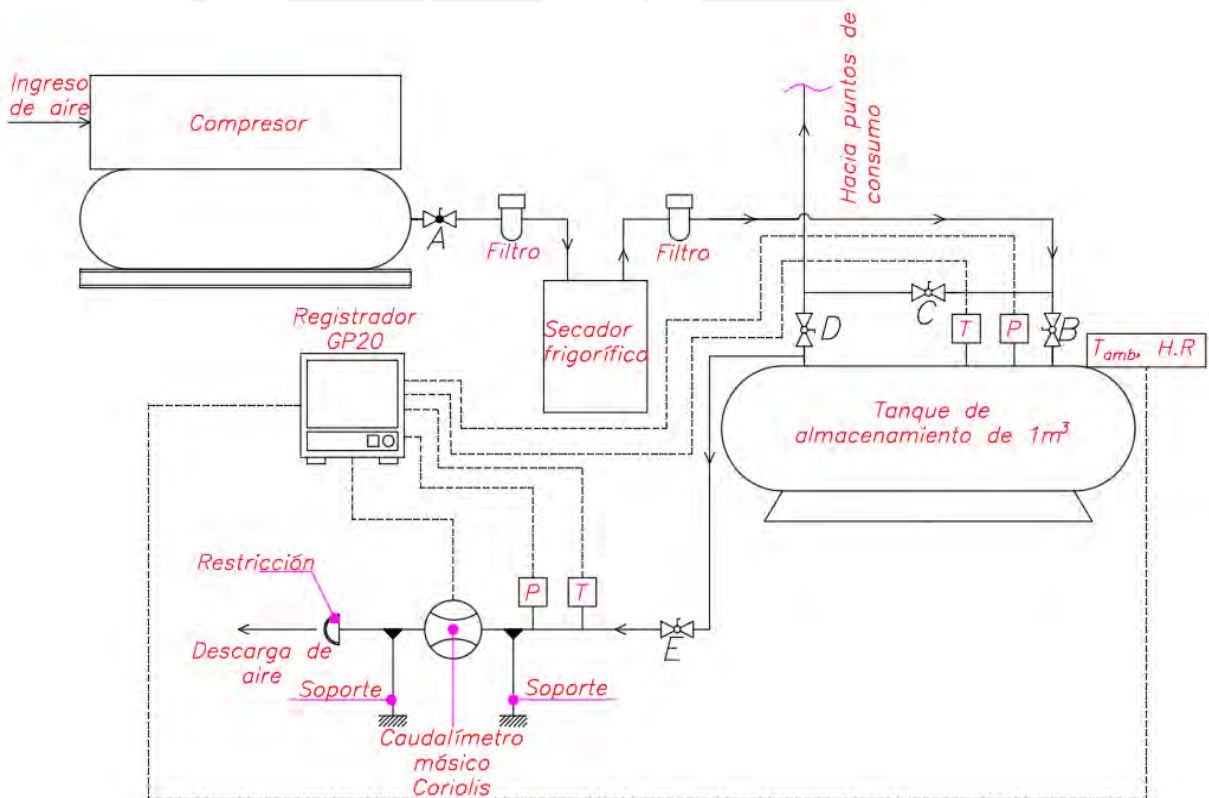 Ingreso
de aire
Compresor
Hacia puntos de
consumo
A
Filtro
Filtro
Registrador
GP20
Secador
frigorífico
D
C
T
P
B
Tamb, H.R
Tanque de
almacenamiento de 1m³
Restricción
P
T
E
Descarga de
aire
Soporte
Soporte
Caudalímetro
másico
Coriolis